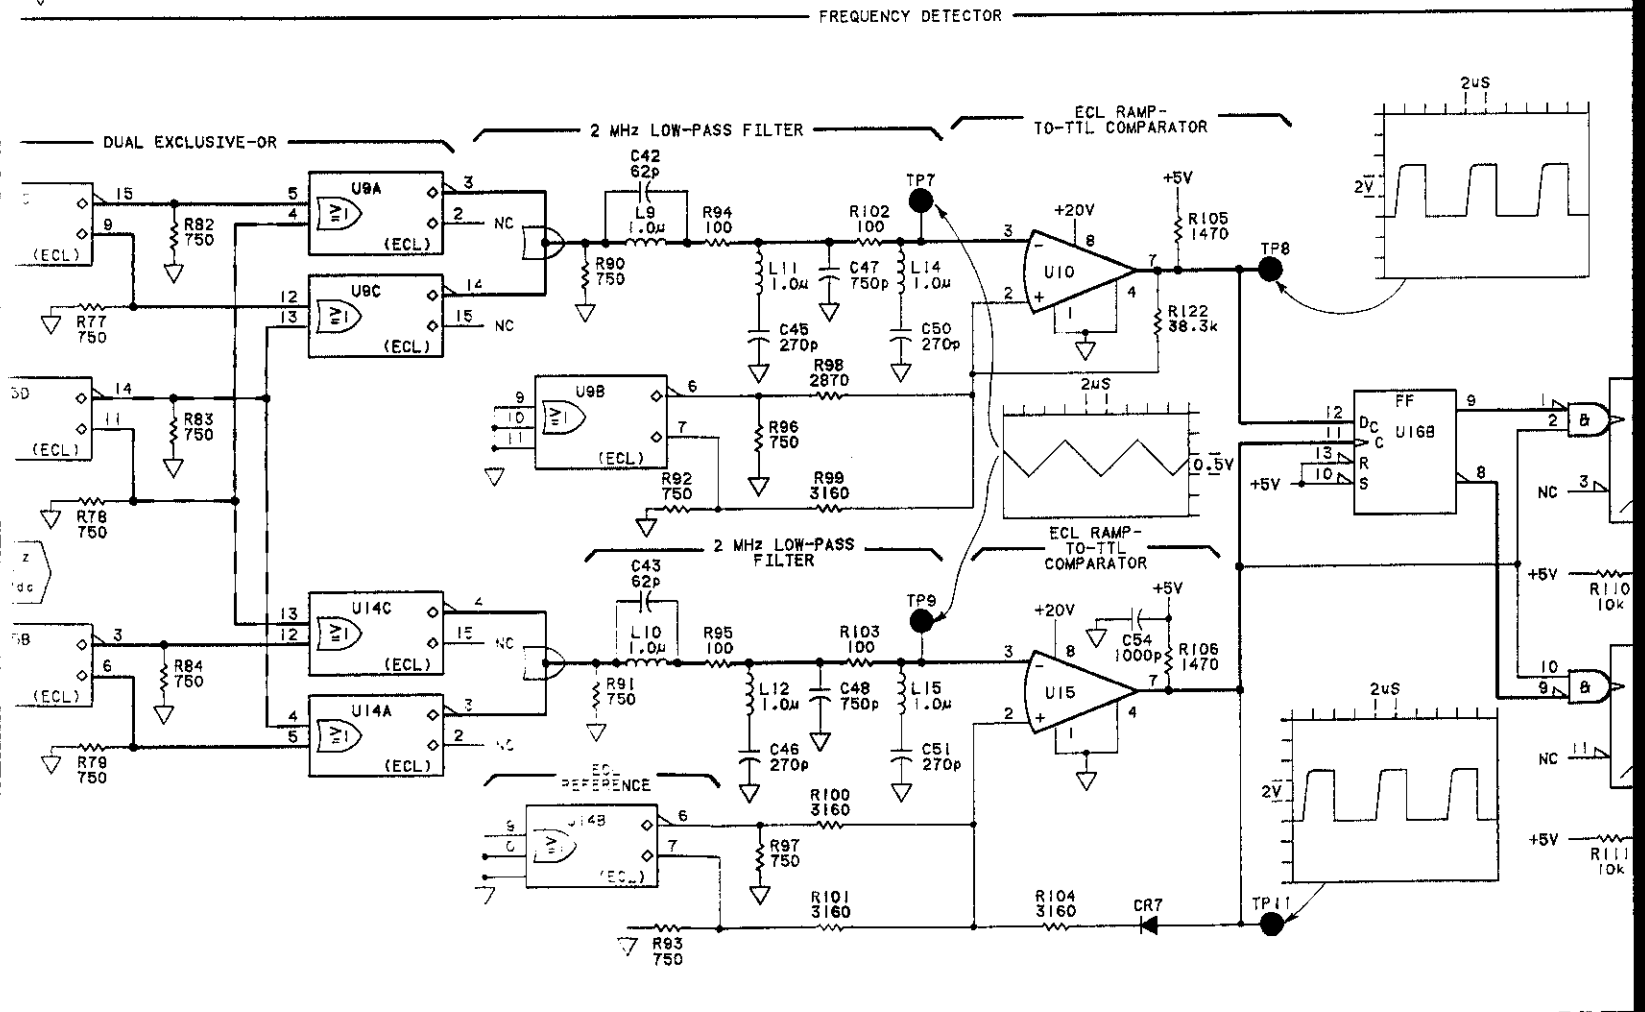 FREQUENCY DETECTOR
2uS
ECL RAMP-
TO-TTL COMPARATOR
2 MHz LOW-PASS FILTER
DUAL EXCLUSIVE-OR
C42
62p
2V
15
5
U9A
3
TP7
+5V
+20V
R105
1470
TP8
L9
1.0µ
R94
100
R102
100
9
4
R82
750
2
NC
3
8
7
(ECL)
(ECL)
R90
750
L11
1.0µ
C47
750p
L14
1.0µ
U10
4
U9C
14
12
2
1
R122
38.3k
R77
750
13
15
NC
(ECL)
C45
270p
C50
270p
R98
2870
2uS
5D
14
U9B
6
9
10
11
7
(ECL)
11
R83
750
R96
750
FF
12
D
C
U16B
9
1
2
&
11
C
13
R
10
S
+5V
8
0.5V
(ECL)
R92
750
R99
3160
NC
3
R78
750
2 MHz LOW-PASS
FILTER
ECL RAMP-
TO-TTL
COMPARATOR
z
C43
62p
+5V
+5V
R110
10k
TP9
+20V
C54
1000p
R106
1470
U14C
4
13
12
15
NC
L10
1.0µ
R95
100
R103
100
5B
3
3
8
7
10
9
&
6
(ECL)
(ECL)
R84
750
R91
750
L12
1.0µ
C48
750p
L15
1.0µ
U15
4
2uS
U14A
3
4
5
2
NC
2
1
R79
750
(ECL)
C46
270p
C51
270p
NC
11
ECL
REFERENCE
2V
R100
3160
U14B
6
9
7
(ECL)
R97
750
+5V
R111
10k
R101
3160
R104
3160
CR7
TP11
R93
750